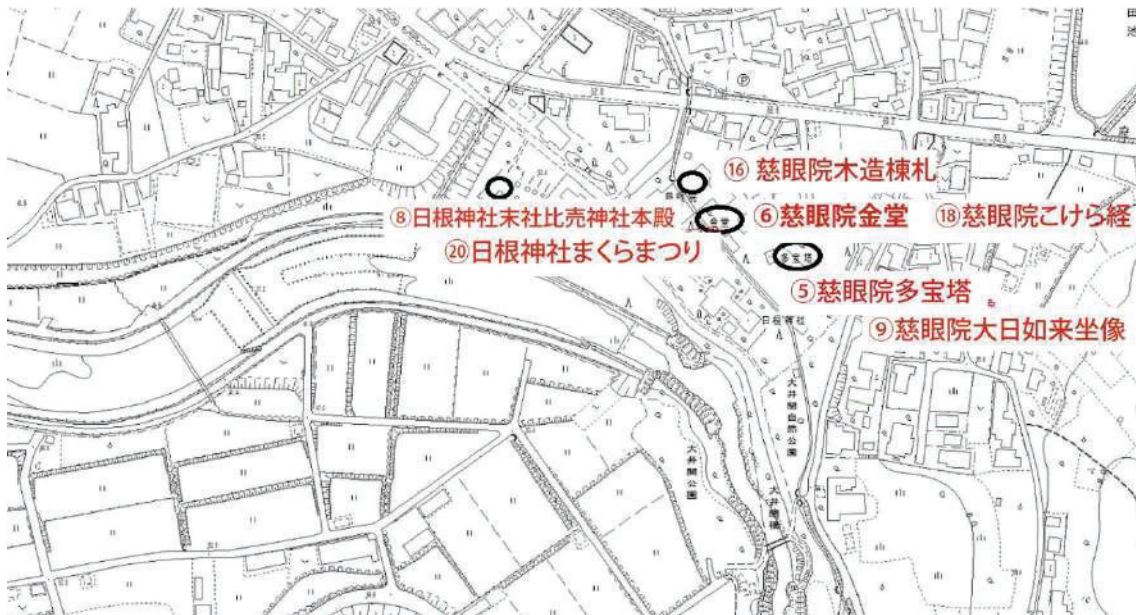 ⑯ 慈眼院木造棟札
⑧日根神社末社比売神社本殿
⑥慈眼院金堂
⑱慈眼院こけら経
金堂
⑳日根神社まくらまつり
多宝塔
⑤慈眼院多宝塔
&
⑨慈眼院大日如来坐像
日根神社
大井関自然公園
大井関公園
大井関橋